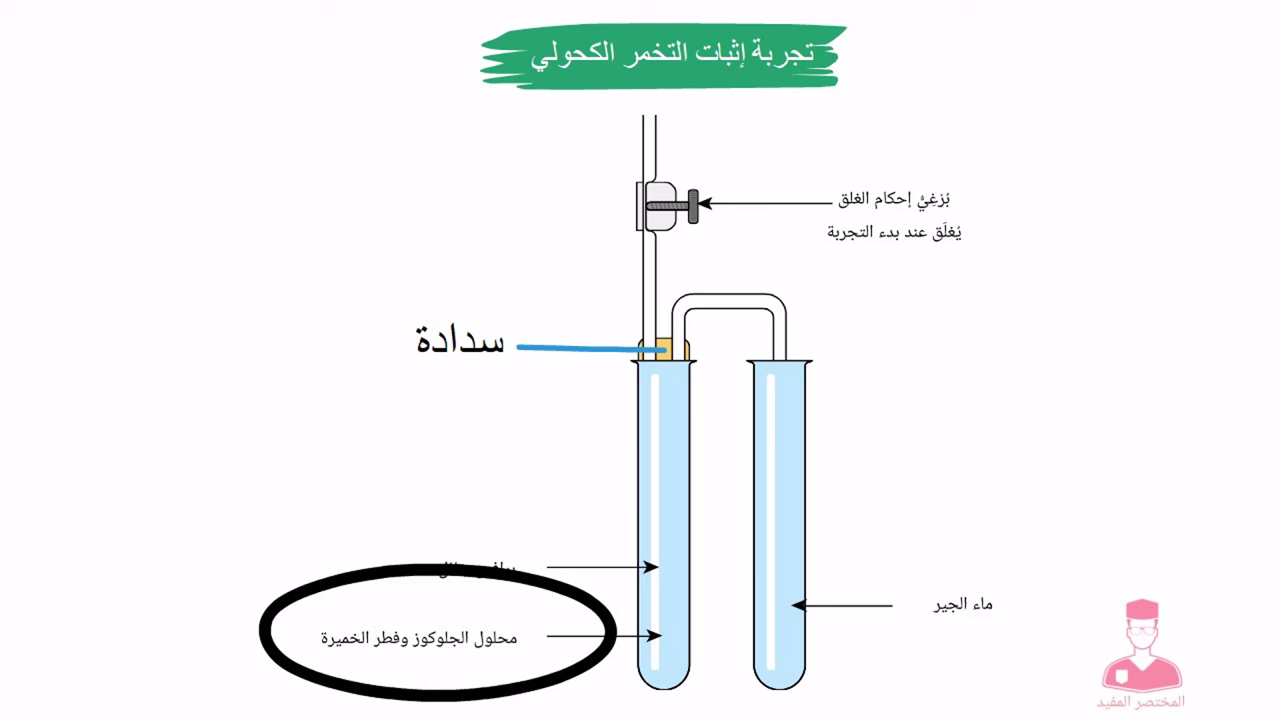 تجربة إثبات التخمر الكحولي
بُرْغِيُّ إحكام الغلق
يُغلَق عند بدء التجربة
سدادة
ماء الجير
محلول الجلوكوز وفطر الخميرة
المختصر المفيد